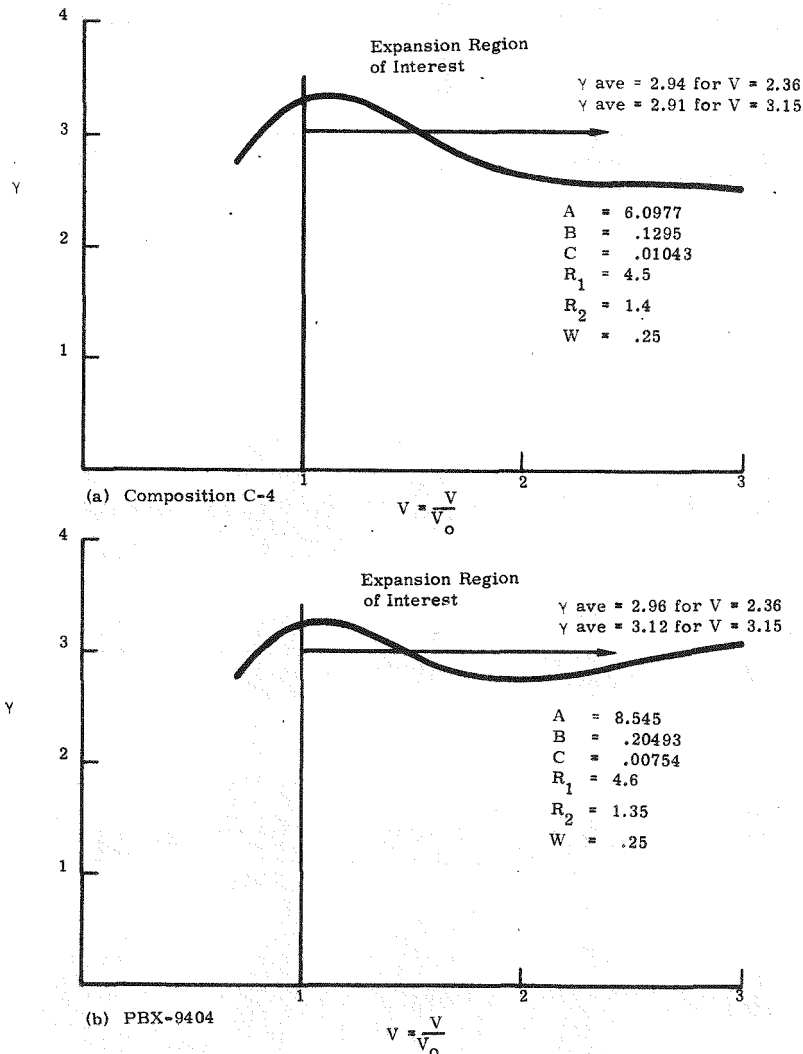 4
Expansion Region
of Interest
γ ave = 2.94 for V = 2.36
γ ave = 2.91 for V = 3.15
3
γ
A = 6.0977
B = .1295
C = .01043
R1 = 4.5
R2 = 1.4
W = .25
2
1
1 2 3
(a) Composition C-4
V = V/Vo
4
Expansion Region
of Interest
γ ave = 2.96 for V = 2.36
γ ave = 3.12 for V = 3.15
3
γ
A = 8.545
B = .20493
C = .00754
R1 = 4.6
R2 = 1.35
W = .25
2
1
1 2 3
(b) PBX-9404
V = V/Vo